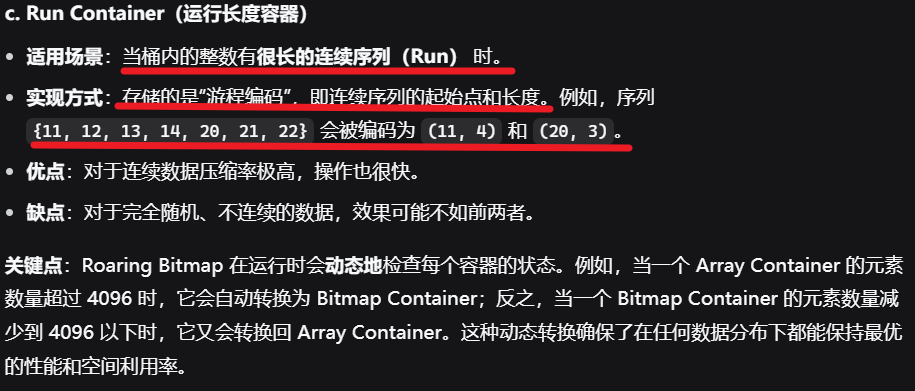 c. Run Container（运行长度容器）
• 适用场景：当桶内的整数有很长的连续序列（Run） 时。
• 实现方式：存储的是“游程编码”，即连续序列的起始点和长度。例如，序列
{11, 12, 13, 14, 20, 21, 22} 会被编码为 (11, 4) 和 (20, 3)。
• 优点：对于连续数据压缩率极高，操作也很快。
• 缺点：对于完全随机、不连续的数据，效果可能不如前两者。
关键点：Roaring Bitmap 在运行时会动态地检查每个容器的状态。例如，当一个 Array Container 的元素
数量超过 4096 时，它会自动转换为 Bitmap Container；反之，当一个 Bitmap Container 的元素数量减
少到 4096 以下时，它又会转换回 Array Container。这种动态转换确保了在任何数据分布下都能保持最优
的性能和空间利用率。